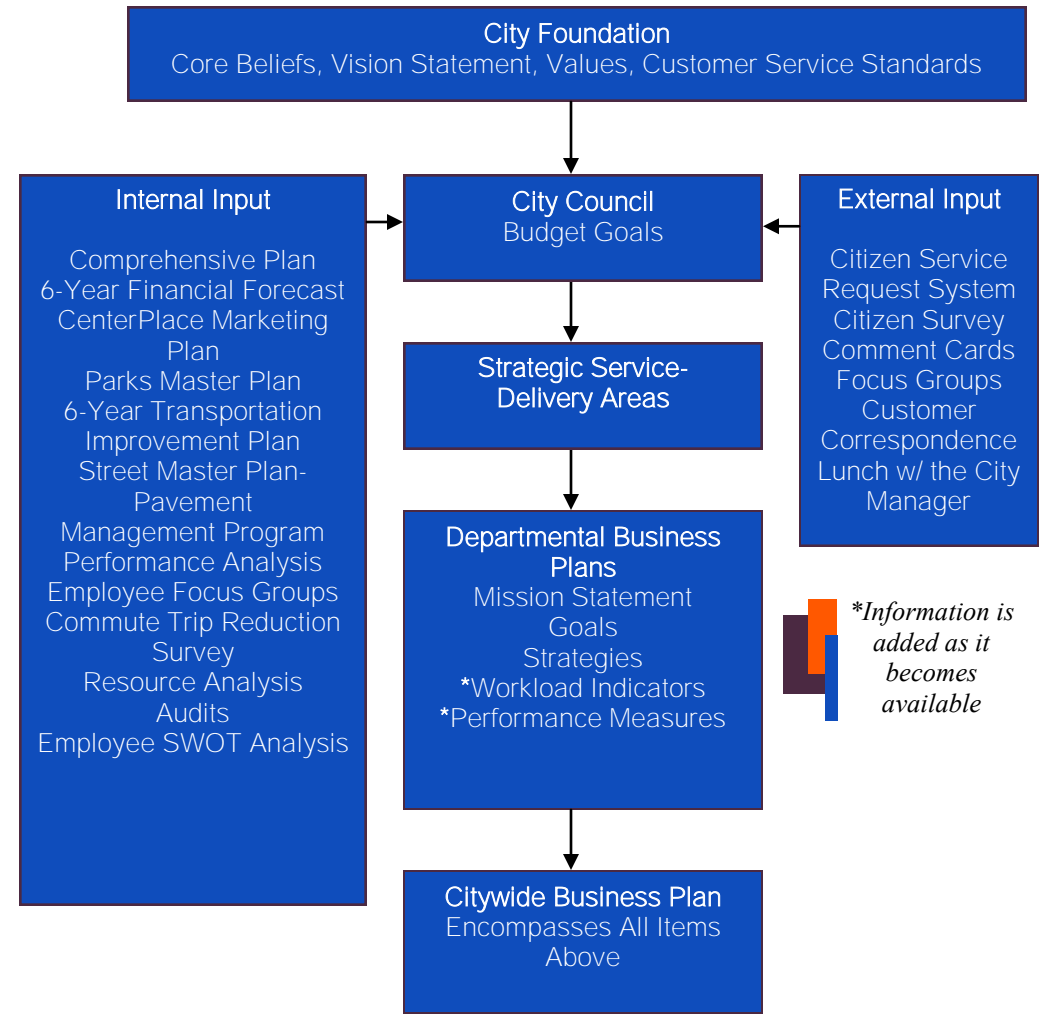 City Foundation
Core Beliefs, Vision Statement, Values, Customer Service Standards
Internal Input
Comprehensive Plan
6-Year Financial Forecast
CenterPlace Marketing
Plan
Parks Master Plan
6-Year Transportation
Improvement Plan
Street Master Plan-
Pavement
Management Program
Performance Analysis
Employee Focus Groups
Commute Trip Reduction
Survey
Resource Analysis
Audits
Employee SWOT Analysis
City Council
Budget Goals
Strategic Service-
Delivery Areas
Departmental Business
Plans
Mission Statement
Goals
Strategies
*Workload Indicators
*Performance Measures
Citywide Business Plan
Encompasses All Items
Above
External Input
Citizen Service
Request System
Citizen Survey
Comment Cards
Focus Groups
Customer
Correspondence
Lunch w/ the City
Manager
*Information is
added as it
becomes
available